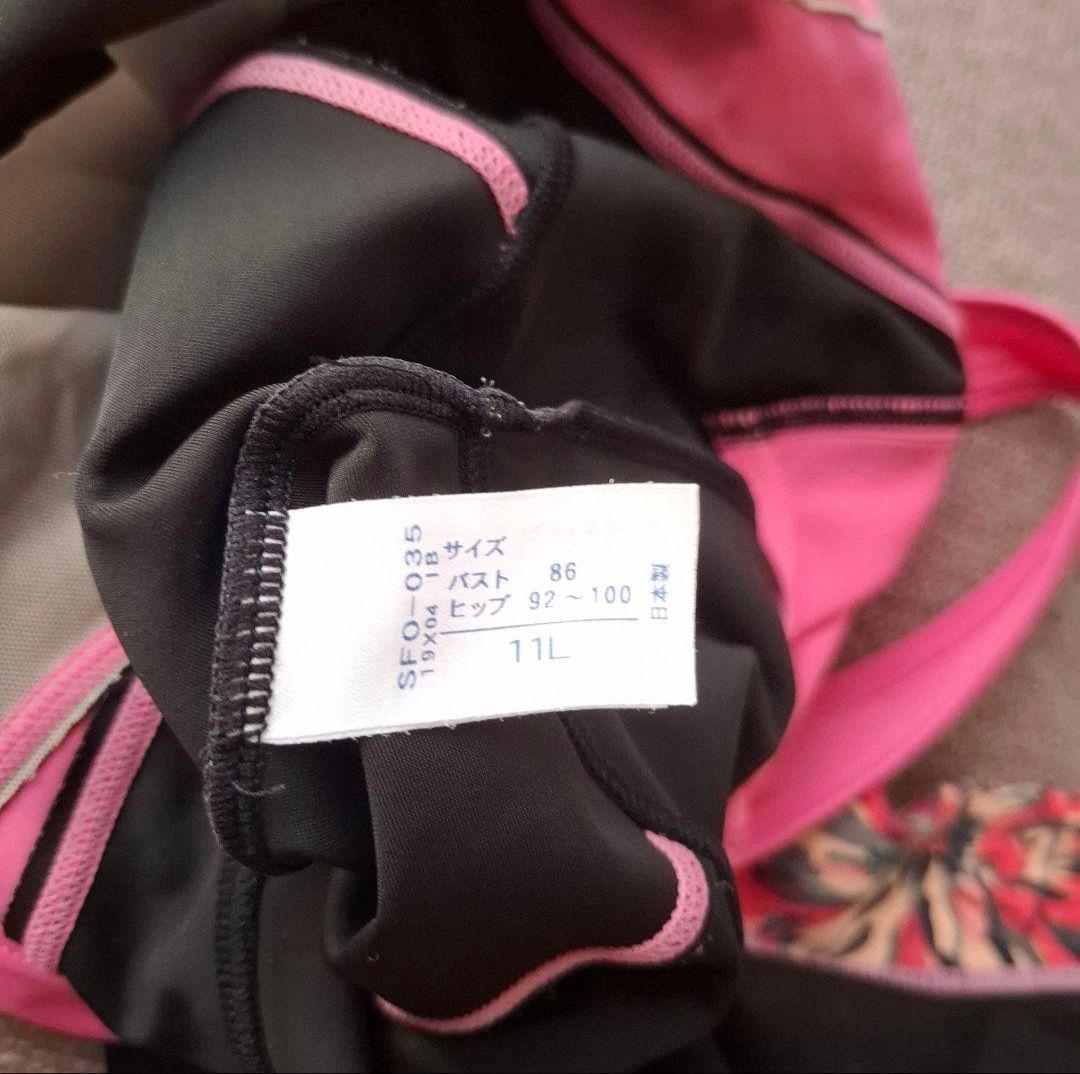 サイズ
バスト 86
ヒップ 92～100
11L
日本製
SFO-035
19X04 1B